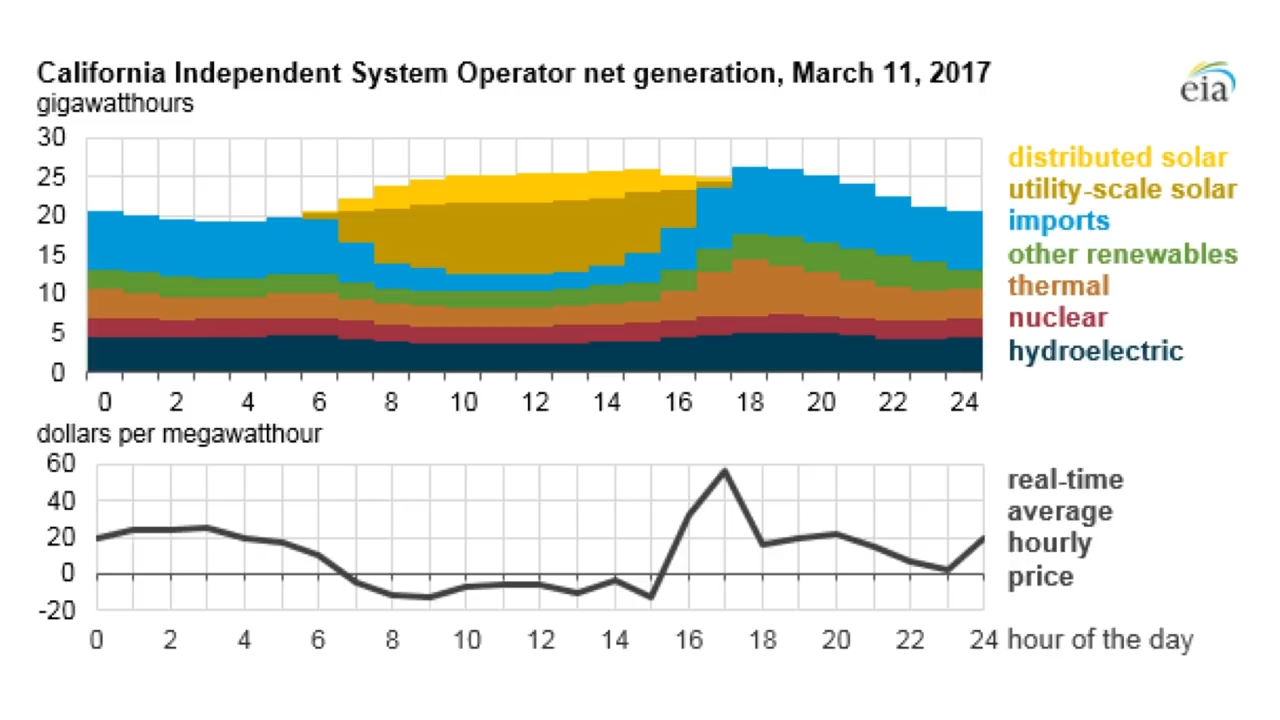 California Independent System Operator net generation, March 11, 2017
eia
gigawatthours
30
25
20
15
10
5
0
0 2 4 6 8 10 12 14 16 18 20 22 24
distributed solar
utility-scale solar
imports
other renewables
thermal
nuclear
hydroelectric
dollars per megawatthour
60
40
20
0
-20
0 2 4 6 8 10 12 14 16 18 20 22 24 hour of the day
real-time
average
hourly
price